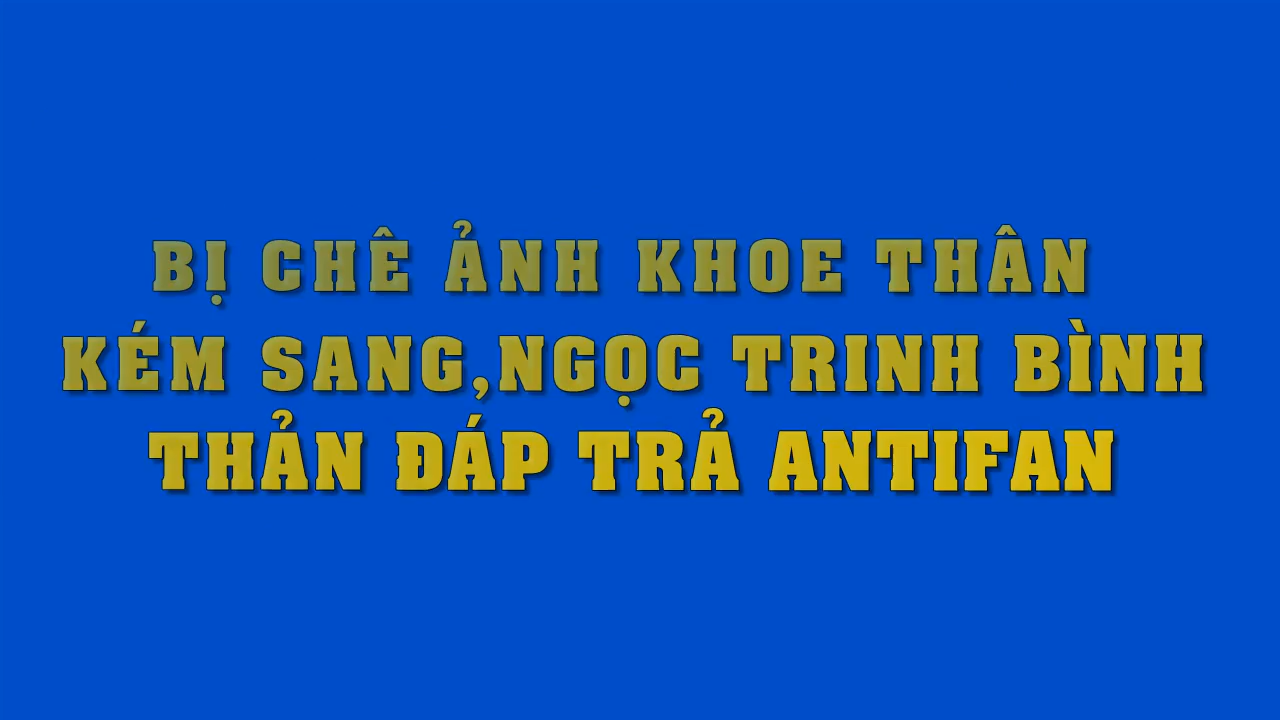 BỊ CHÊ ẢNH KHOE THÂN
KÉM SANG,NGỌC TRINH BÌNH
THẢN ĐÁP TRẢ ANTIFAN